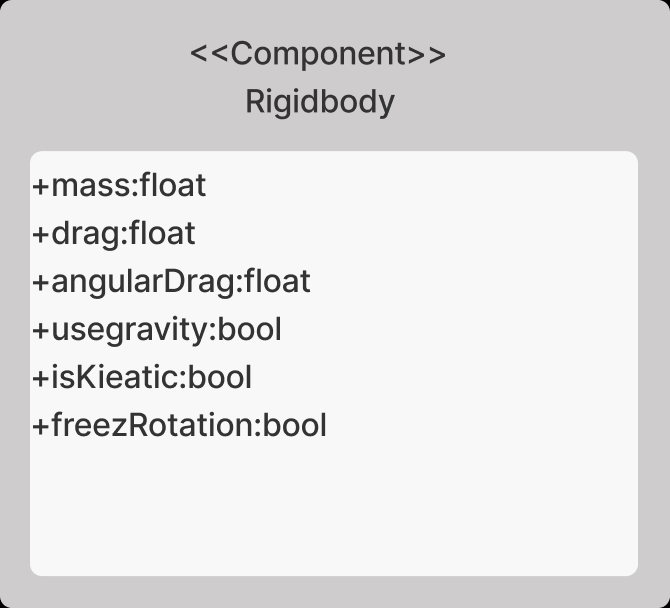 <<Component>>
Rigidbody
+mass:float
+drag:float
+angularDrag:float
+usegravity:bool
+isKieatic:bool
+freezRotation:bool